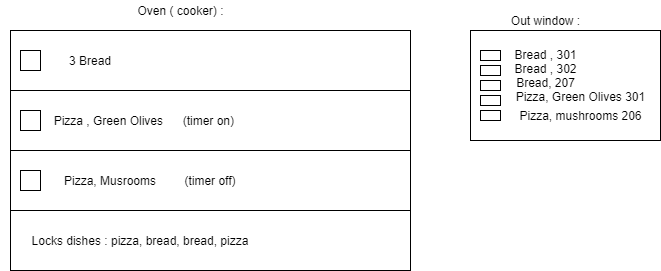 Oven ( cooker) :
3 Bread
Pizza , Green Olives (timer on)
Pizza, Musrooms (timer off)
Locks dishes : pizza, bread, bread, pizza
Out window :
Bread , 301
Bread , 302
Bread, 207
Pizza, Green Olives 301
Pizza, mushrooms 206